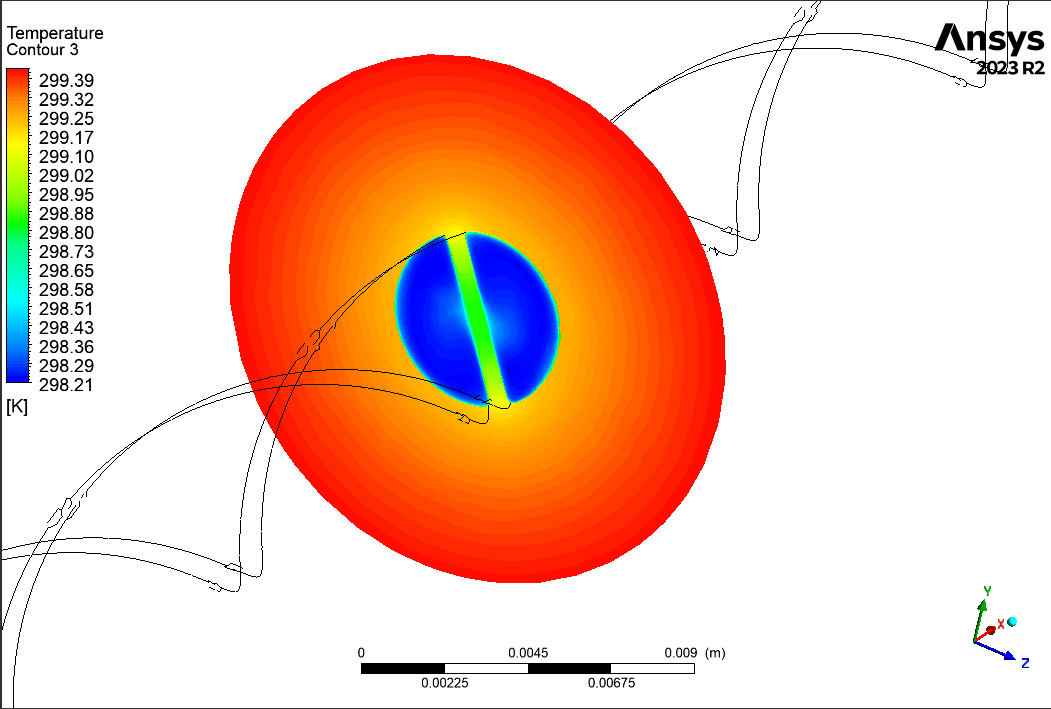 Temperature
Contour 3
299.39
299.32
299.25
299.17
299.10
299.02
298.95
298.88
298.80
298.73
298.65
298.58
298.51
298.43
298.36
298.29
298.21
[K]
Ansys
2023 R2
0 0.0045 0.009 (m)
0.00225 0.00675
Y
X
Z